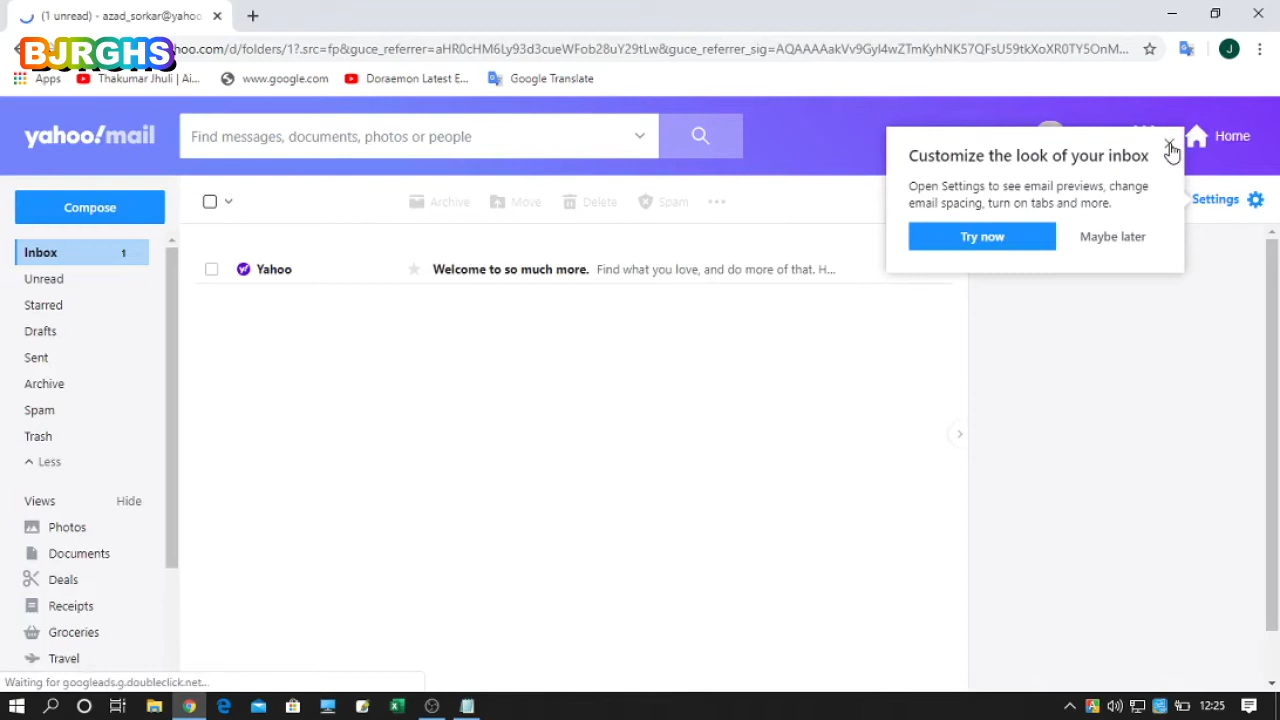 (1 unread) - azad_sorkar@yahoo
BJRGHS
hoo.com/d/folders/1?.src=fp&guce_referrer=aHR0cHM6Ly93d3cueWFob28uY29tLw&guce_referrer_sig=AQAAAAakVv9Gyl4wZTmKyhNK57QFsU59tkXoXR0TY5OnM...
J
Apps
Thakumar Jhuli | Ai...
www.google.com
Doraemon Latest E...
Google Translate
yahoo!mail
Find messages, documents, photos or people
Home
Customize the look of your inbox
Open Settings to see email previews, change
email spacing, turn on tabs and more.
Try now
Maybe later
Settings
Compose
Archive
Move
Delete
Spam
Inbox 1
Unread
Starred
Drafts
Sent
Archive
Spam
Trash
Less
Yahoo
Welcome to so much more. Find what you love, and do more of that. H...
Views
Hide
Photos
Documents
Deals
Receipts
Groceries
Travel
Waiting for googleads.g.doubleclick.net...
12:25